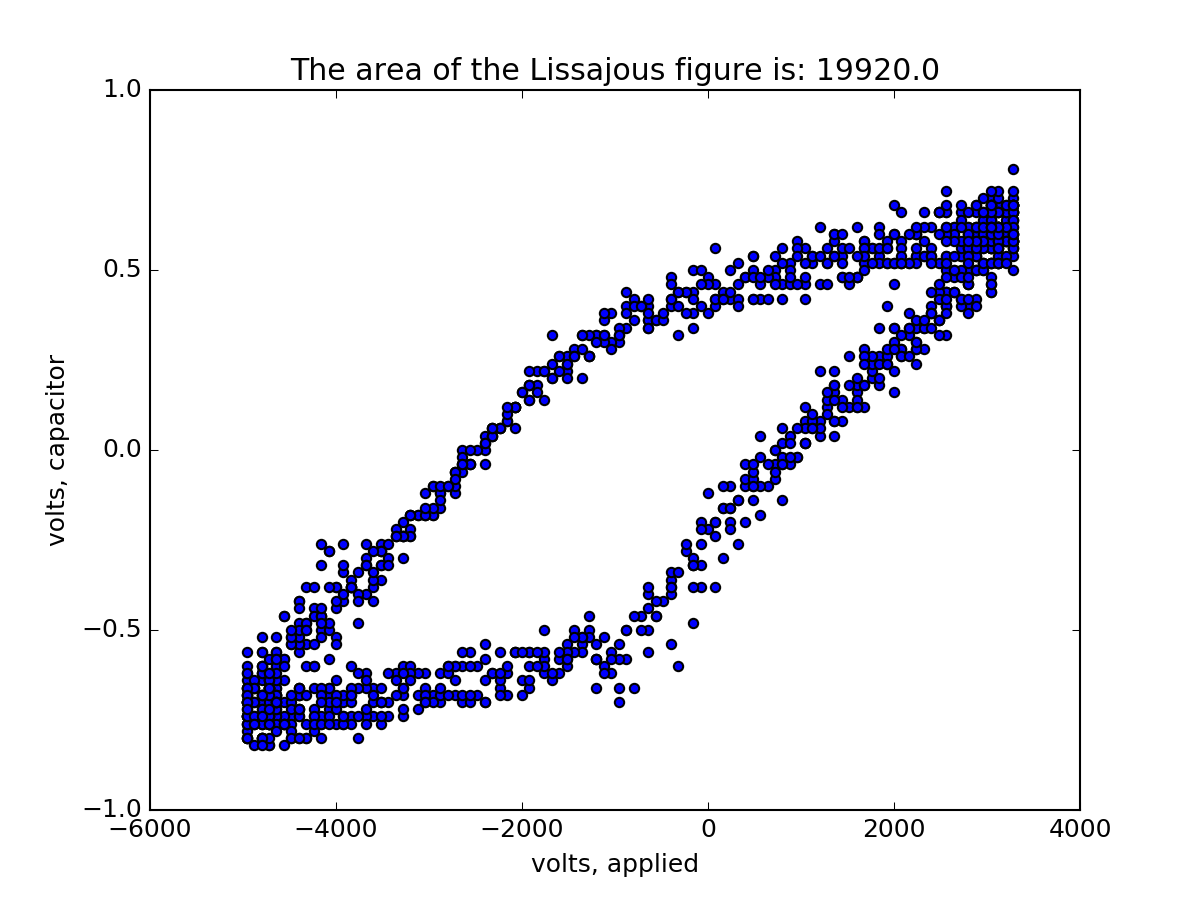 The area of the Lissajous figure is: 19920.0
1.0
0.5
0.0
−0.5
−1.0
volts, capacitor
−6000 −4000 −2000 0 2000 4000
volts, applied